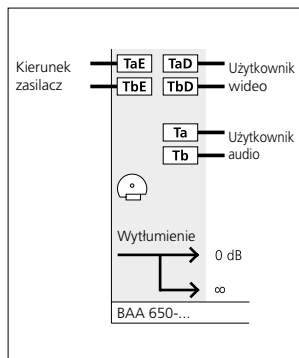 Kierunek TaE TaD Użytkownik
zasilacz TbE TbD wideo
Ta Użytkownik
Tb audio
Wytłumienie
0 dB
∞
BAA 650-...